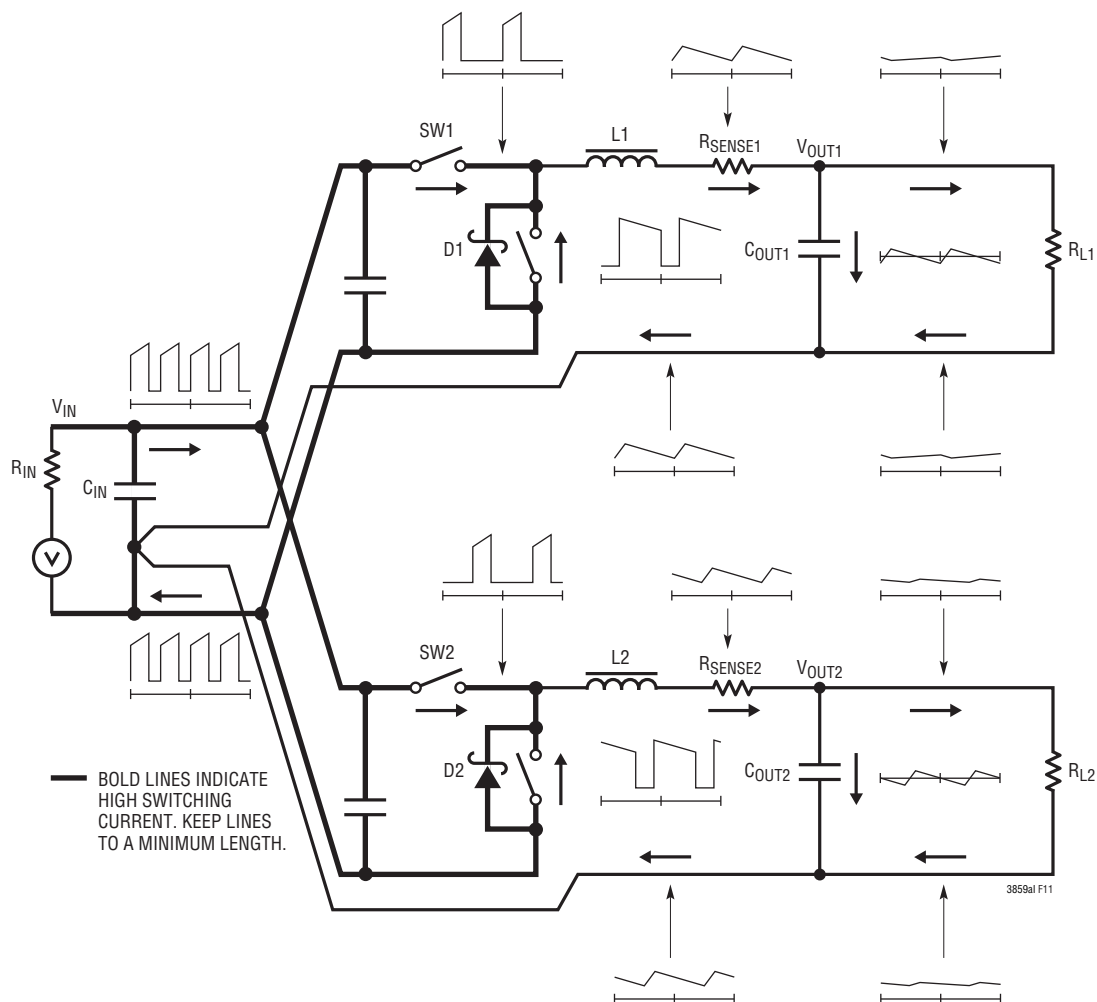 SW1
L1
RSENSE1
VOUT1
D1
COUT1
RL1
VIN
RIN
CIN
V
SW2
L2
RSENSE2
VOUT2
D2
COUT2
RL2
BOLD LINES INDICATE
HIGH SWITCHING
CURRENT. KEEP LINES
TO A MINIMUM LENGTH.
3859al F11